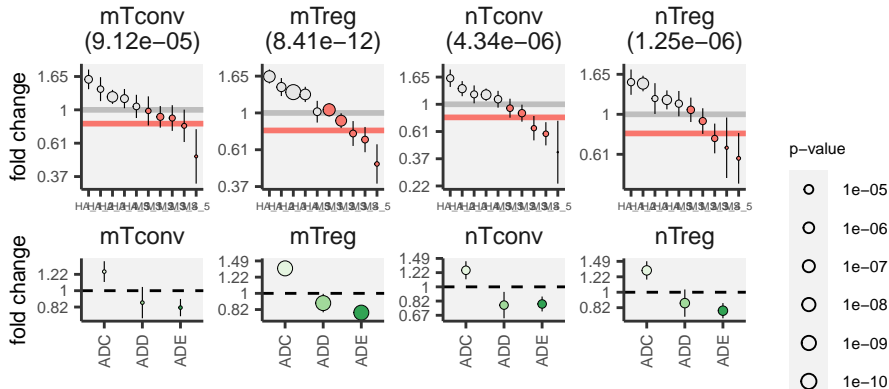 mTconv
(9.12e−05)
mTreg
(8.41e−12)
nTconv
(4.34e−06)
nTreg
(1.25e−06)
fold change
1.65
1
0.61
0.37
1.65
1
0.61
0.37
1.65
1
0.61
0.37
0.22
1.65
1
0.61
mTconv
mTreg
nTconv
nTreg
fold change
1.22
1
0.82
1.49
1.22
1
0.82
1.49
1.22
1
0.82
0.67
1.49
1.22
1
0.82
ADC
ADD
ADE
ADC
ADD
ADE
ADC
ADD
ADE
ADC
ADD
ADE
p−value
1e−05
1e−06
1e−07
1e−08
1e−09
1e−10